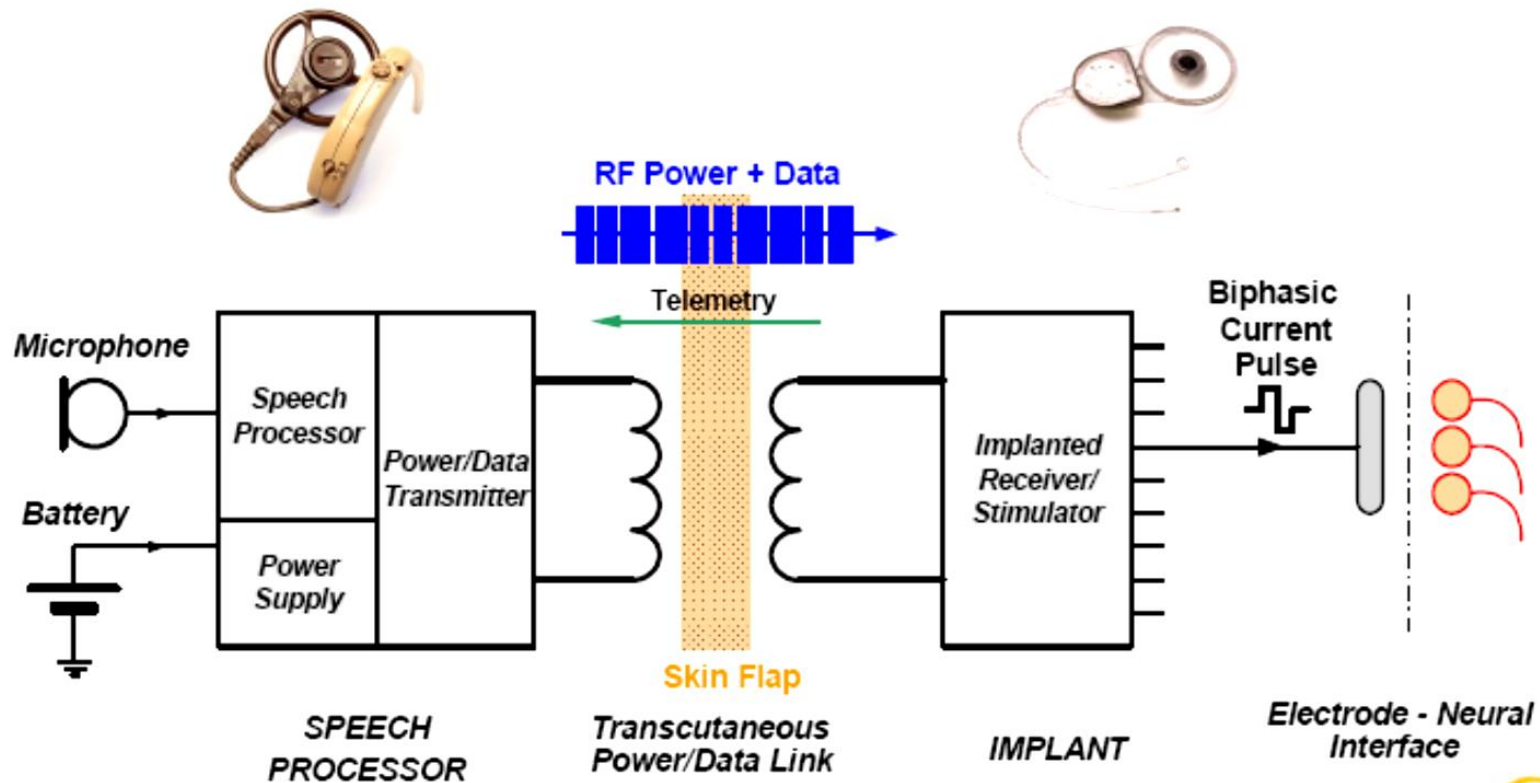 RF Power + Data
Telemetry
Microphone
Battery
Speech
Processor
Power
Supply
Power/Data
Transmitter
Skin Flap
Implanted
Receiver/
Stimulator
Biphasic
Current
Pulse
SPEECH
PROCESSOR
Transcutaneous
Power/Data Link
IMPLANT
Electrode - Neural
Interface